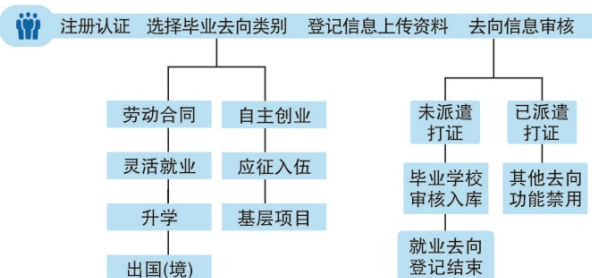 注册认证 选择毕业去向类别 登记信息上传资料 去向信息审核
劳动合同
灵活就业
升学
出国(境)
自主创业
应征入伍
基层项目
未派遣
打证
毕业学校
审核入库
就业去向
登记结束
已派遣
打证
其他去向
功能禁用